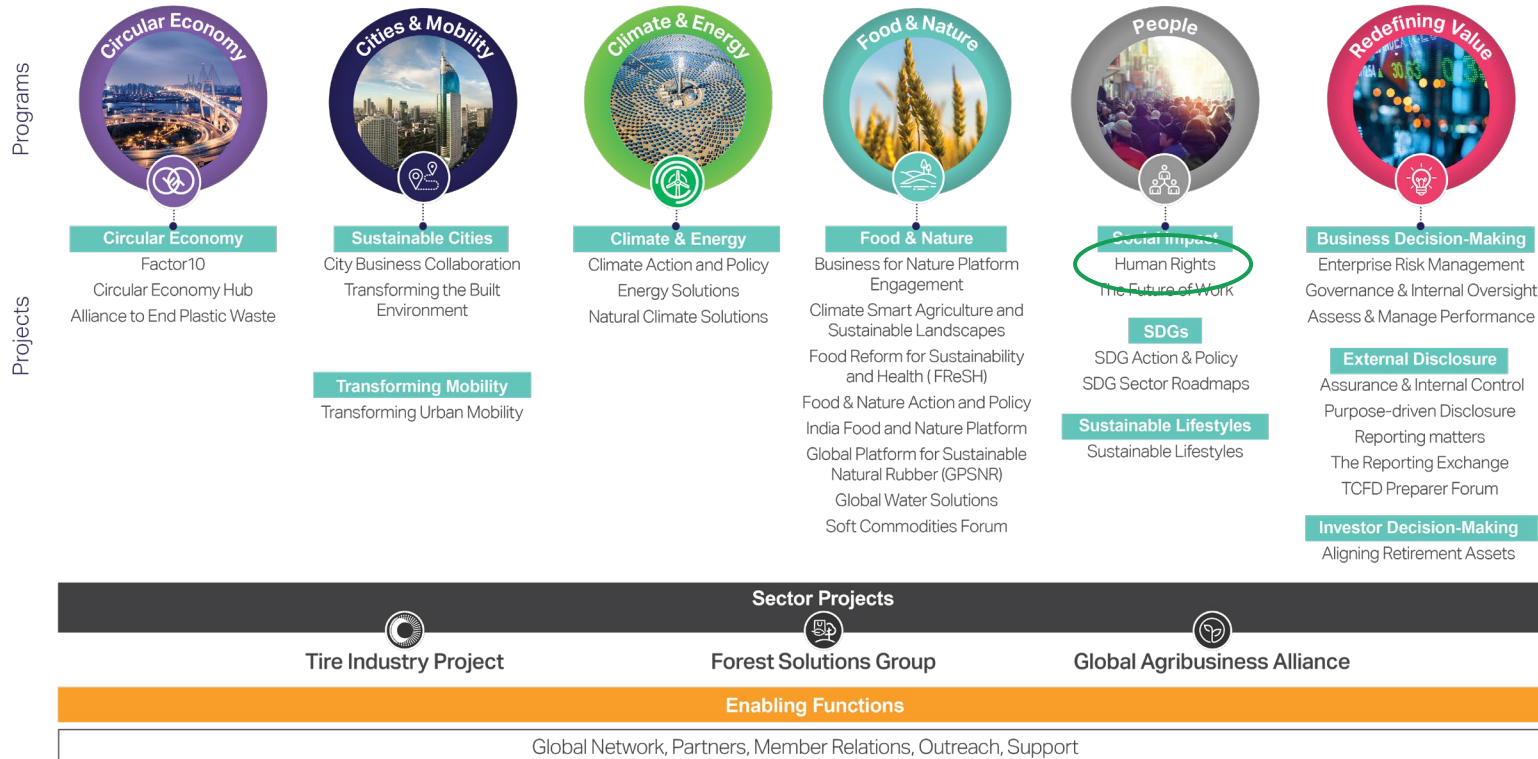 Programs
Circular Economy
Cities & Mobility
Climate & Energy
Food & Nature
People
Redefining Value
Projects
Circular Economy
Factor10
Circular Economy Hub
Alliance to End Plastic Waste
Sustainable Cities
City Business Collaboration
Transforming the Built
Environment
Transforming Mobility
Transforming Urban Mobility
Climate & Energy
Climate Action and Policy
Energy Solutions
Natural Climate Solutions
Food & Nature
Business for Nature Platform
Engagement
Climate Smart Agriculture and
Sustainable Landscapes
Food Reform for Sustainability
and Health ( FReSH)
Food & Nature Action and Policy
India Food and Nature Platform
Global Platform for Sustainable
Natural Rubber (GPSNR)
Global Water Solutions
Soft Commodities Forum
Social Impact
Human Rights
The Future of Work
SDGs
SDG Action & Policy
SDG Sector Roadmaps
Sustainable Lifestyles
Sustainable Lifestyles
Business Decision-Making
Enterprise Risk Management
Governance & Internal Oversight
Assess & Manage Performance
External Disclosure
Assurance & Internal Control
Purpose-driven Disclosure
Reporting matters
The Reporting Exchange
TCFD Preparer Forum
Investor Decision-Making
Aligning Retirement Assets
Sector Projects
Tire Industry Project
Forest Solutions Group
Global Agribusiness Alliance
Enabling Functions
Global Network, Partners, Member Relations, Outreach, Support